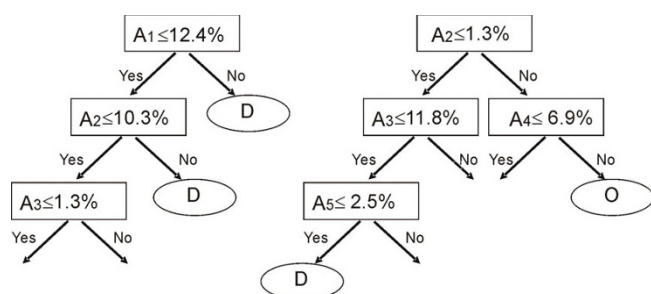 A1≤12.4%
Yes
No
A2≤10.3%
D
Yes
No
A3≤1.3%
D
Yes
No
A2≤1.3%
Yes
No
A3≤11.8%
A4≤ 6.9%
Yes
No
Yes
No
A5≤ 2.5%
O
Yes
No
D